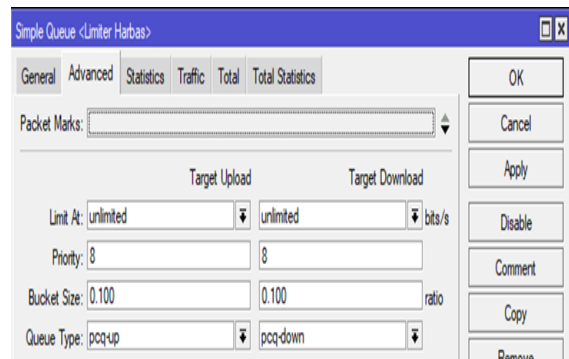 Simple Queue <Limiter Harbas>
General Advanced Statistics Traffic Total Total Statistics
OK
Packet Marks:
Cancel
Target Upload Target Download
Apply
Limit At: unlimited unlimited bits/s
Disable
Priority: 8 8
Comment
Bucket Size: 0.100 0.100 ratio
Copy
Queue Type: pcq-up pcq-down
Remove